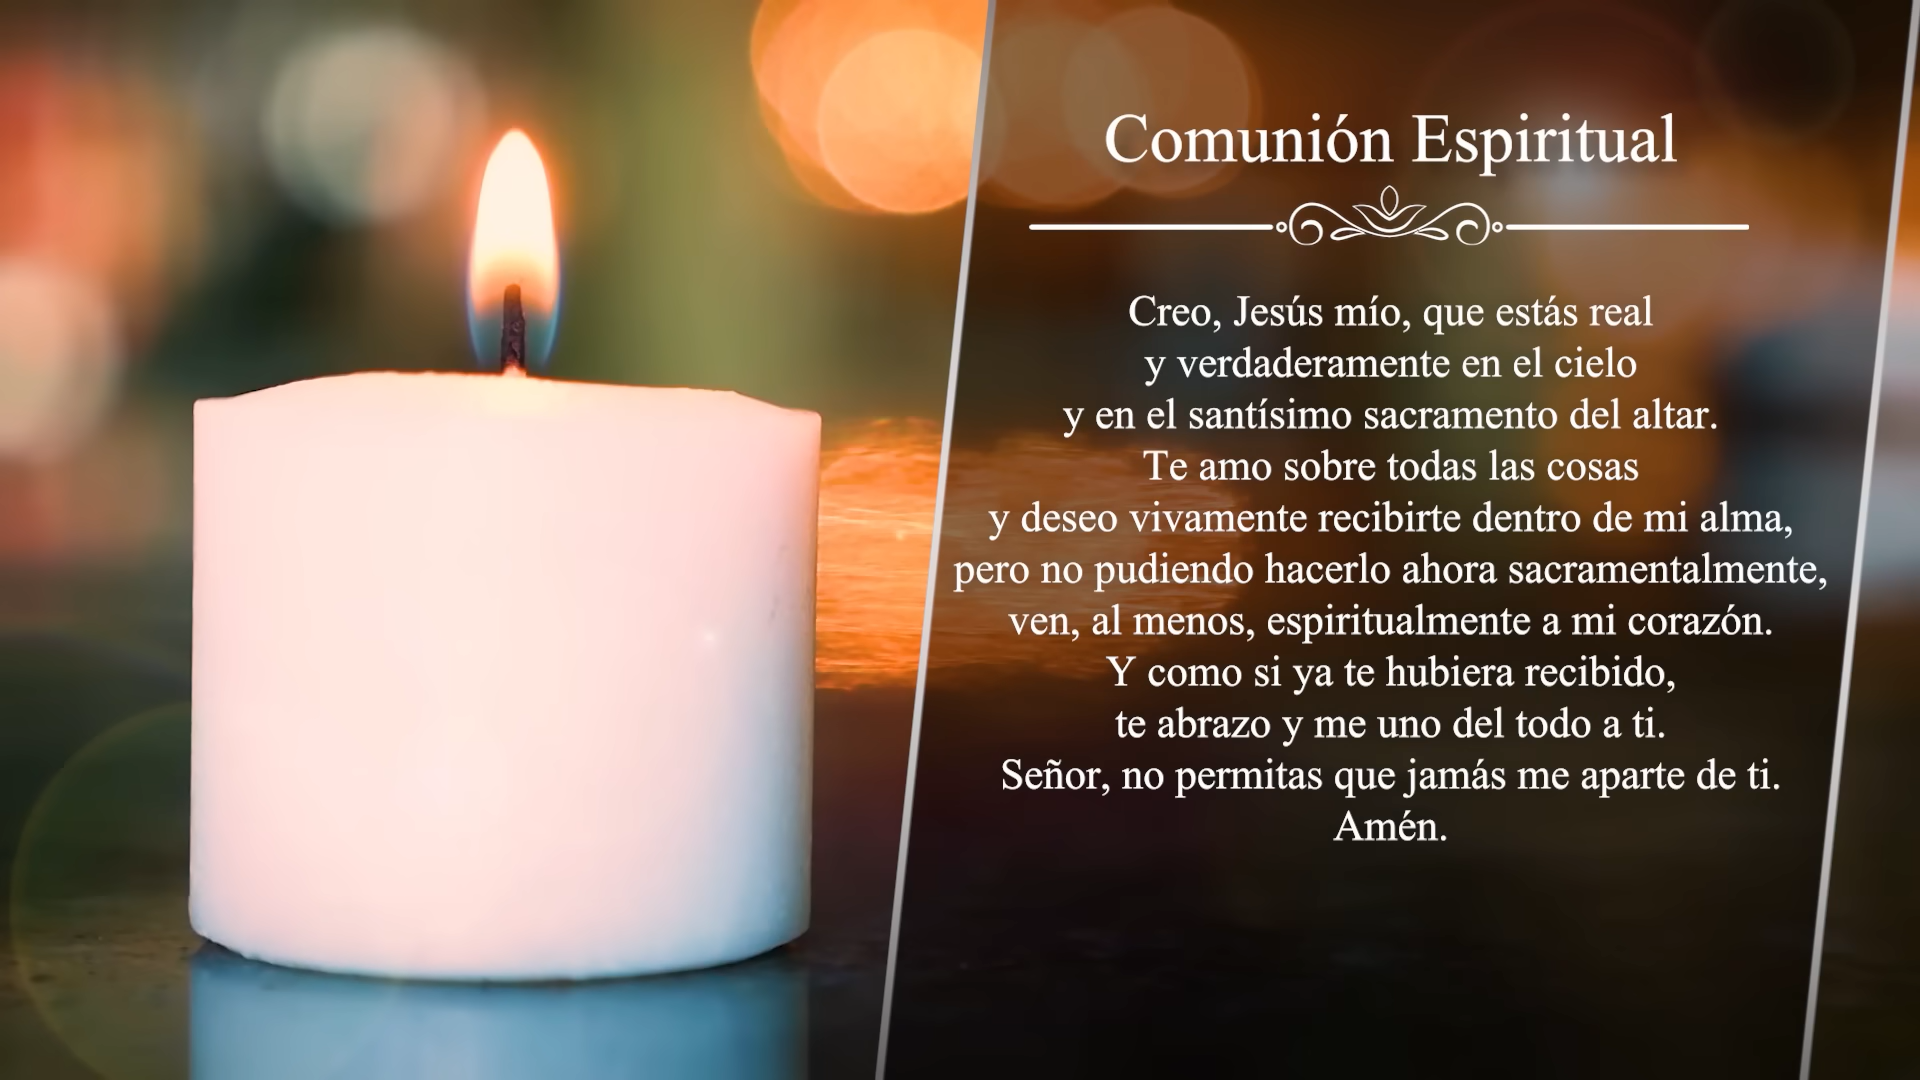 Comunión Espiritual
Creo, Jesús mío, que estás real
y verdaderamente en el cielo
y en el santísimo sacramento del altar.
Te amo sobre todas las cosas
y deseo vivamente recibirte dentro de mi alma,
pero no pudiendo hacerlo ahora sacramentalmente,
ven, al menos, espiritualmente a mi corazón.
Y como si ya te hubiera recibido,
te abrazo y me uno del todo a ti.
Señor, no permitas que jamás me aparte de ti.
Amén.